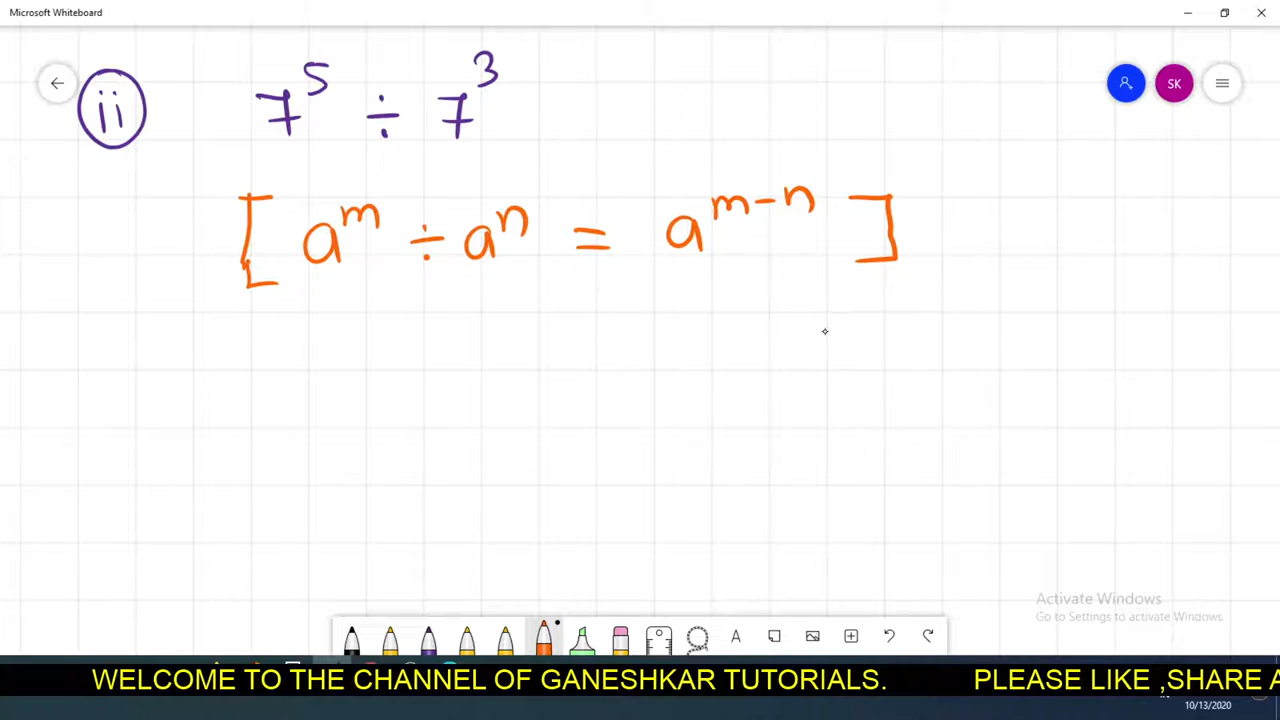 Microsoft Whiteboard
ii 7^5 ÷ 7^3
SK
[ a^m ÷ a^n = a^{m-n} ]
Activate Windows
Go to Settings to activate Windows.
A
WELCOME TO THE CHANNEL OF GANESHKAR TUTORIALS. PLEASE LIKE ,SHARE A
10/13/2020